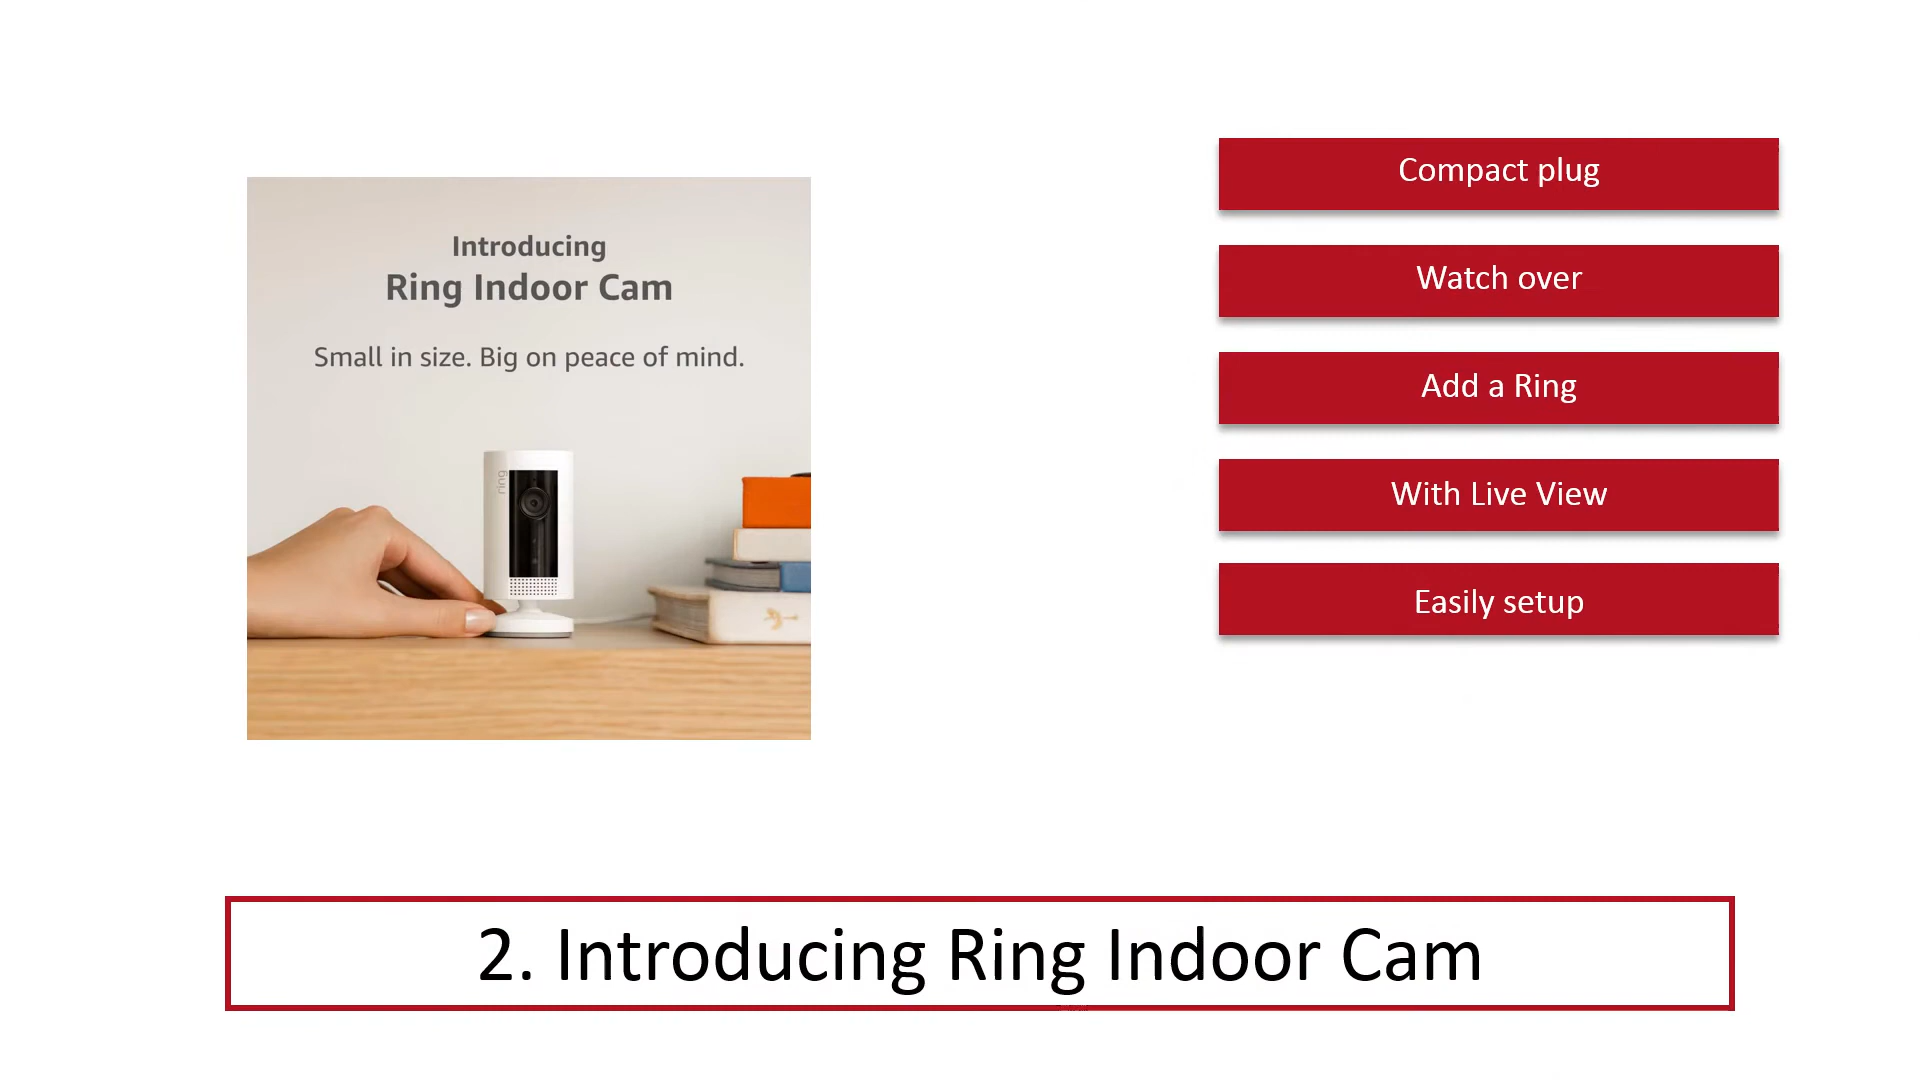 Introducing
Ring Indoor Cam
Small in size. Big on peace of mind.
ring
Compact plug
Watch over
Add a Ring
With Live View
Easily setup
2. Introducing Ring Indoor Cam